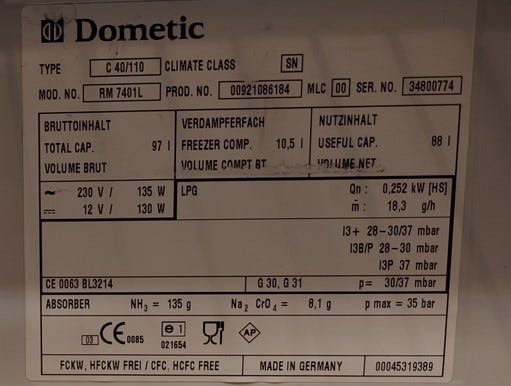 Dometic
TYPE C 40/110 CLIMATE CLASS SN
MOD. NO. RM 7401L PROD. NO. 00921086184 MLC 00 SER. NO. 34800774
BRUTTOINHALT VERDAMPFERFACH NUTZINHALT
TOTAL CAP. 97 l FREEZER COMP. 10,5 l USEFUL CAP. 88 l
VOLUME BRUT VOLUME COMPT BT VOLUME NET
~ 230 V / 135 W LPG Qn : 0,252 kW [HS]
⎓ 12 V / 130 W m : 18,3 g/h
I3+ 28-30/37 mbar
I3B/P 28-30 mbar
I3P 37 mbar
CE 0063 BL3214 G 30, G 31 p= 30/37 mbar
ABSORBER NH3 = 135 g Na2 CrO4 = 8,1 g p max = 35 bar
03 CE 0085 e 1 021654 AP
FCKW, HFCKW FREI / CFC, HCFC FREE MADE IN GERMANY 00045319389